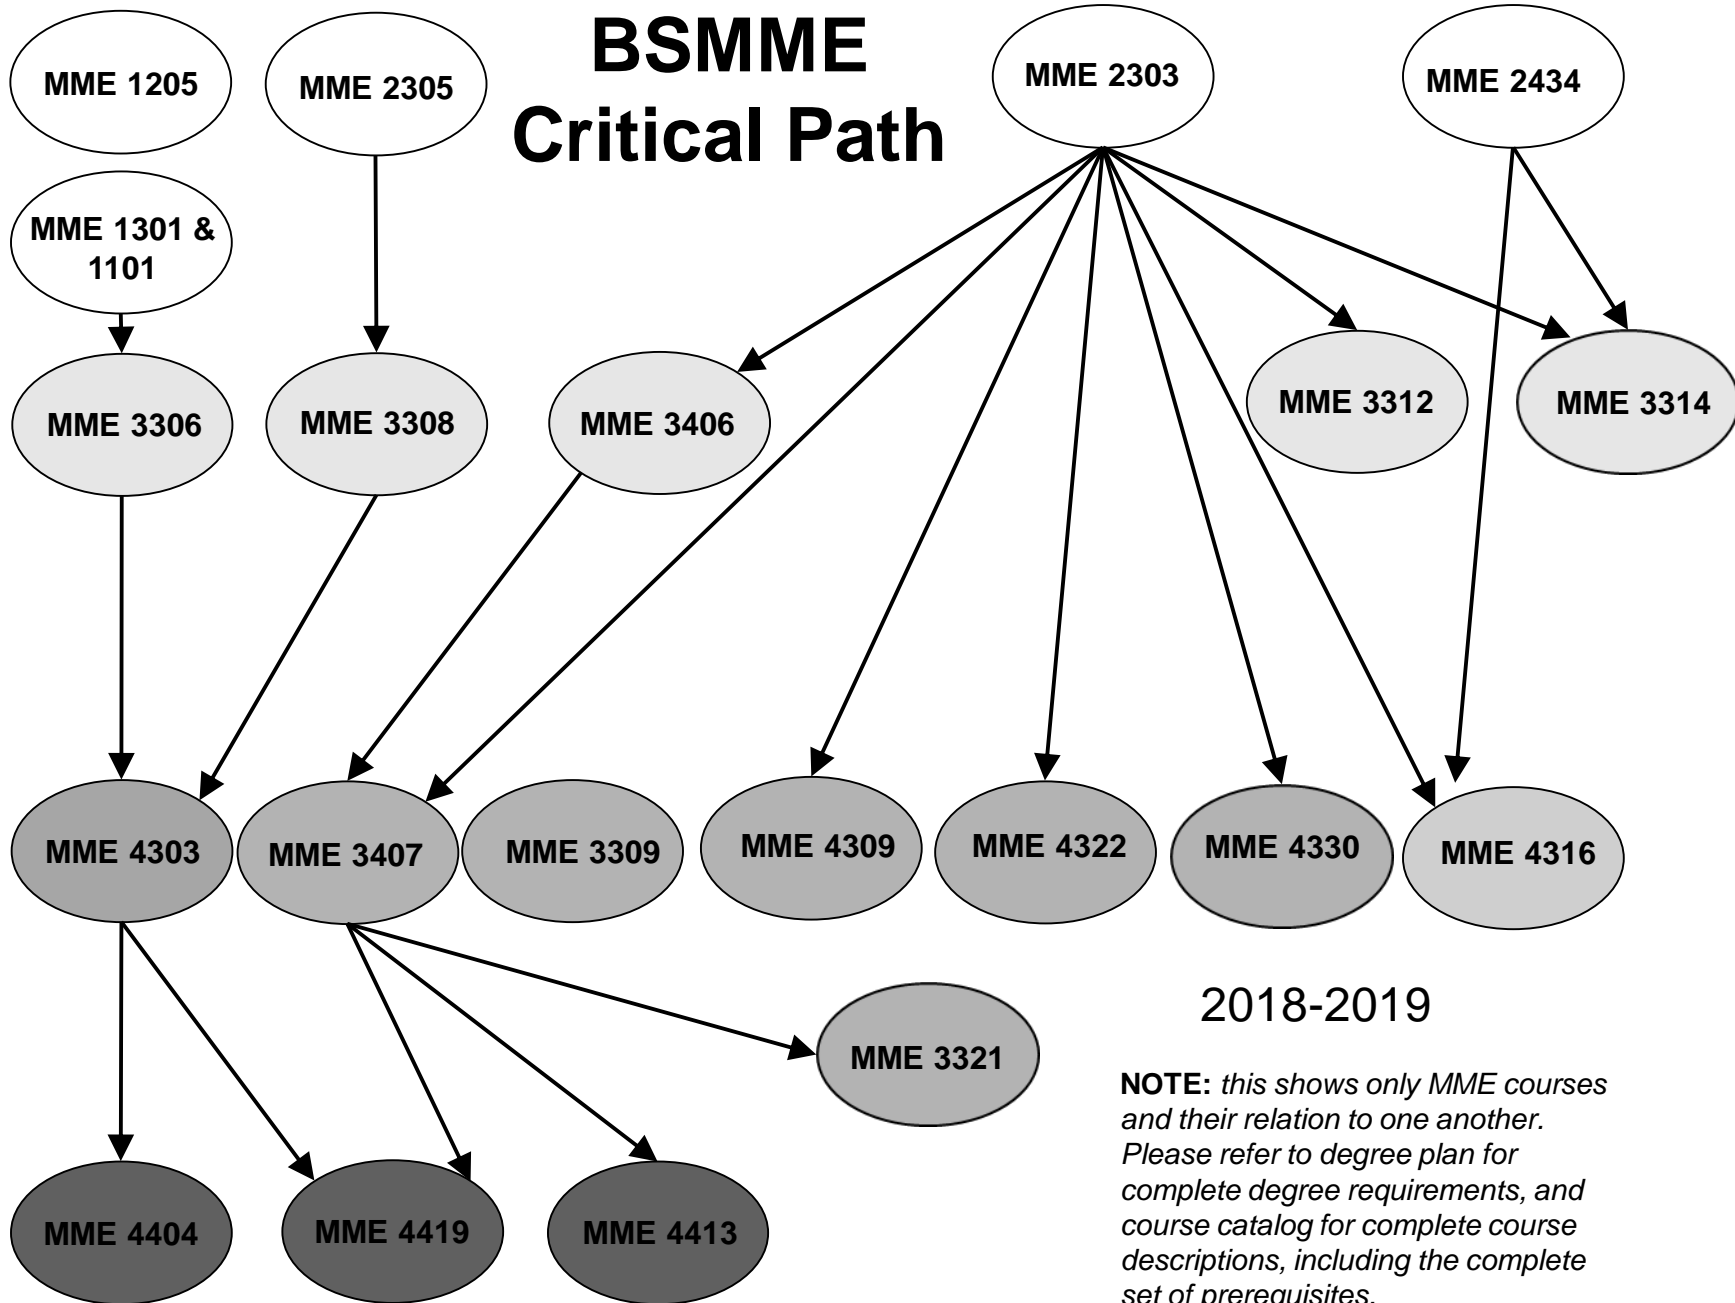 BSMME
Critical Path
MME 1205
MME 2305
MME 2303
MME 2434
MME 1301 &
1101
MME 3306
MME 3308
MME 3406
MME 3312
MME 3314
MME 4303
MME 3407
MME 3309
MME 4309
MME 4322
MME 4330
MME 4316
MME 3321
2018-2019
NOTE: this shows only MME courses
and their relation to one another.
Please refer to degree plan for
complete degree requirements, and
course catalog for complete course
descriptions, including the complete
set of prerequisites.
MME 4404
MME 4419
MME 4413